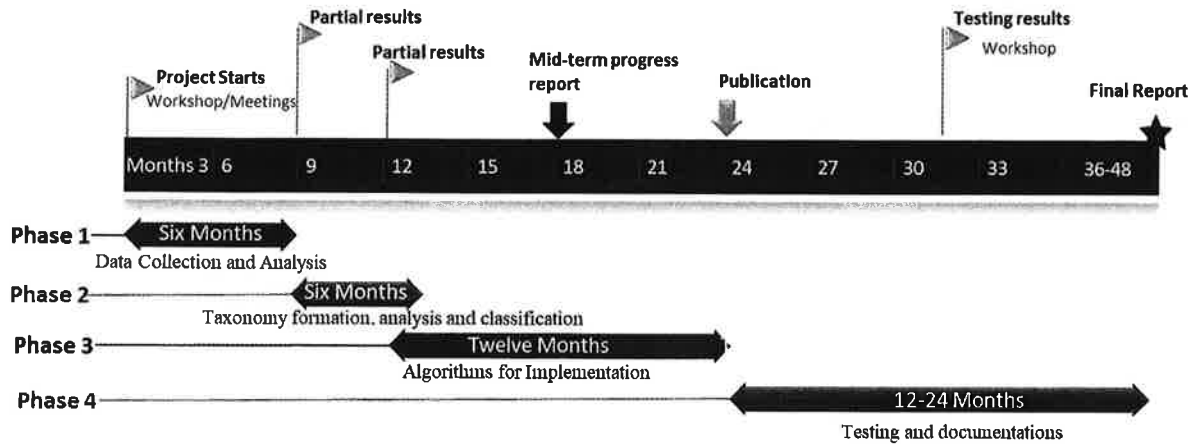 Partial results
Testing results
Workshop
Partial results
Project Starts
Workshop/Meetings
Mid-term progress
report
Publication
Final Report
Months 3 6 9 12 15 18 21 24 27 30 33 36-48
Phase 1
Six Months
Data Collection and Analysis
Phase 2
Six Months
Taxonomy formation, analysis and classification
Phase 3
Twelve Months
Algorithms for Implementation
Phase 4
12-24 Months
Testing and documentations